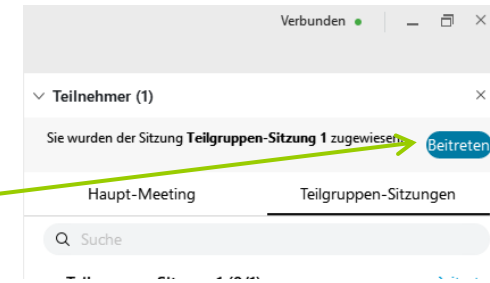 Verbunden
Teilnehmer (1)
Sie wurden der Sitzung Teilgruppen-Sitzung 1 zugewiesen.
Beitreten
Haupt-Meeting Teilgruppen-Sitzungen
Suche